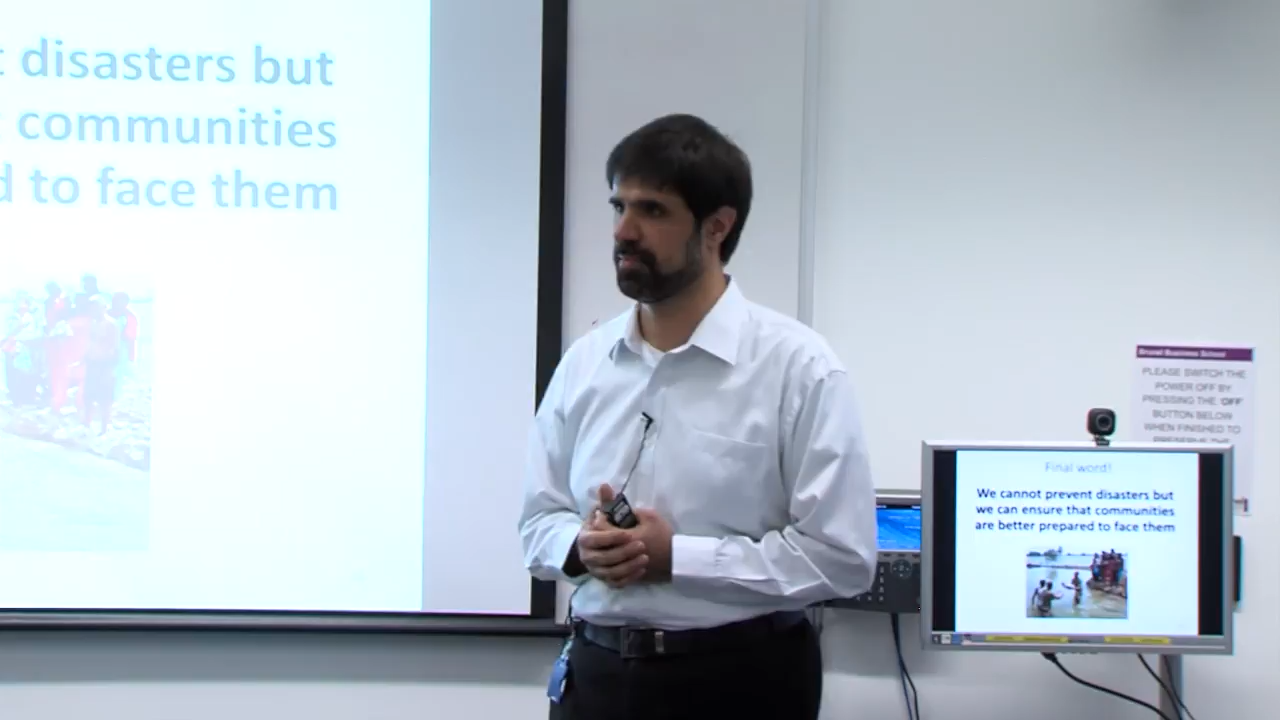 disasters but
communities
to face them
Brunel Business School
PLEASE SWITCH THE
POWER OFF BY
PRESSING THE 'OFF'
BUTTON BELOW
WHEN FINISHED TO
PRESERVE THE
Final word!
We cannot prevent disasters but
we can ensure that communities
are better prepared to face them